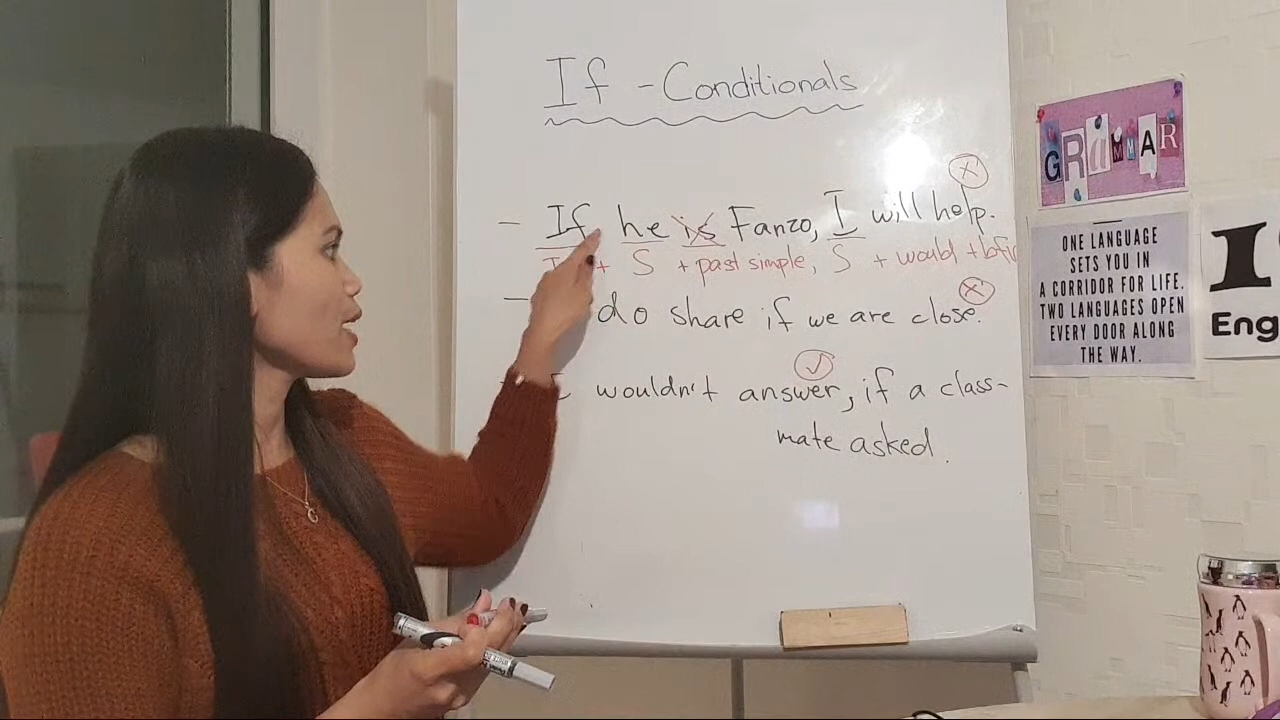 If - Conditionals
- If he is Fanzo, I will help.
+ S + past simple, S + would + bfi
- do share if we are close.
wouldn't answer, if a class-
mate asked.
GRAMMAR
ONE LANGUAGE
SETS YOU IN
A CORRIDOR FOR LIFE.
TWO LANGUAGES OPEN
EVERY DOOR ALONG
THE WAY.
I
Eng